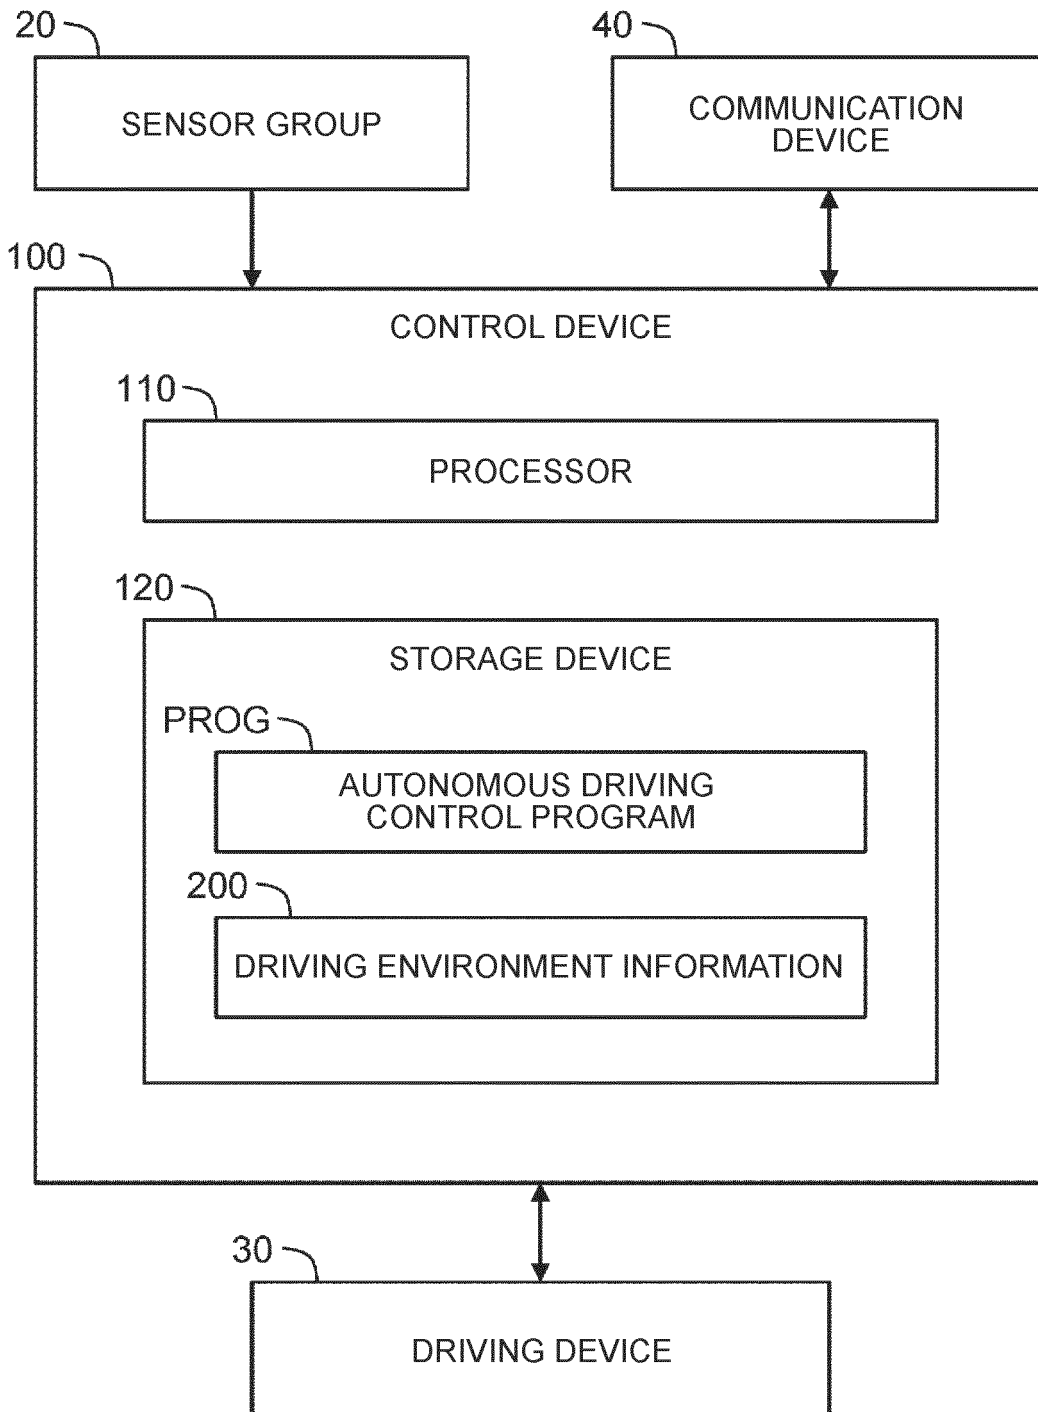 20
40
SENSOR GROUP
COMMUNICATION
DEVICE
100
CONTROL DEVICE
110
PROCESSOR
120
STORAGE DEVICE
PROG
AUTONOMOUS DRIVING
CONTROL PROGRAM
200
DRIVING ENVIRONMENT INFORMATION
30
DRIVING DEVICE